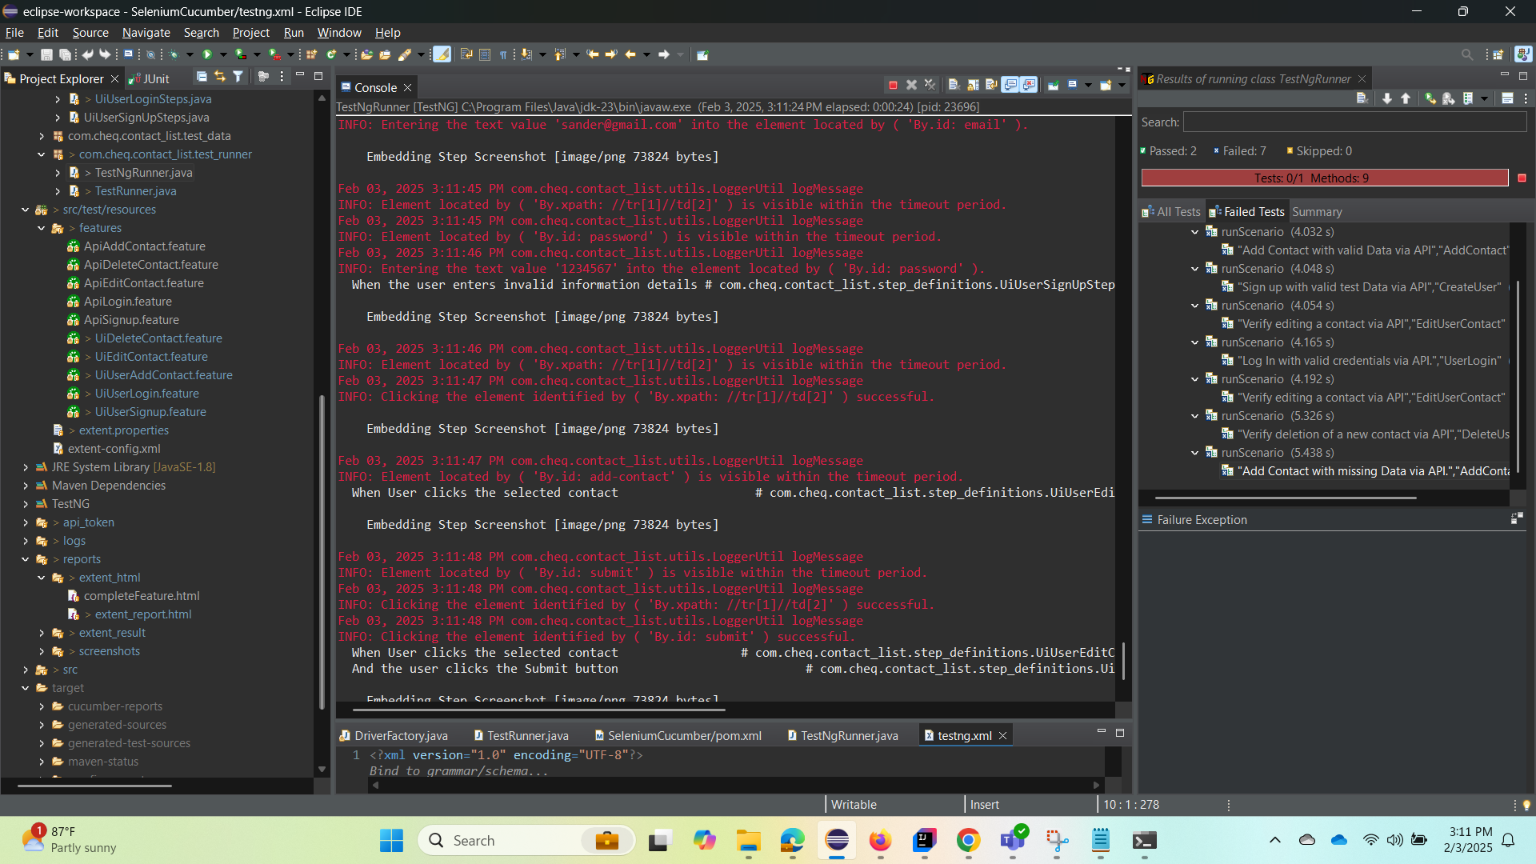 eclipse-workspace - SeleniumCucumber/testng.xml - Eclipse IDE
File Edit Source Navigate Search Project Run Window Help
Project Explorer
JUnit
> UiUserLoginSteps.java
UiUserSignUpSteps.java
com.cheq.contact_list.test_data
> com.cheq.contact_list.test_runner
> TestNgRunner.java
> TestRunner.java
> src/test/resources
> features
ApiAddContact.feature
ApiDeleteContact.feature
ApiEditContact.feature
ApiLogin.feature
ApiSignup.feature
> UiDeleteContact.feature
> UiEditContact.feature
> UiUserAddContact.feature
> UiUserLogin.feature
> UiUserSignup.feature
> extent.properties
extent-config.xml
JRE System Library [JavaSE-1.8]
Maven Dependencies
TestNG
> api_token
> logs
> reports
> extent_html
completeFeature.html
> extent_report.html
> extent_result
> screenshots
> src
target
cucumber-reports
generated-sources
generated-test-sources
maven-status
Console
TestNgRunner [TestNG] C:\Program Files\Java\jdk-23\bin\javaw.exe (Feb 3, 2025, 3:11:24 PM elapsed: 0:00:24) [pid: 23696]
INFO: Entering the text value 'sander@gmail.com' into the element located by ( 'By.id: email' ).
Embedding Step Screenshot [image/png 73824 bytes]
Feb 03, 2025 3:11:45 PM com.cheq.contact_list.utils.LoggerUtil logMessage
INFO: Element located by ( 'By.xpath: //tr[1]//td[2]' ) is visible within the timeout period.
Feb 03, 2025 3:11:45 PM com.cheq.contact_list.utils.LoggerUtil logMessage
INFO: Element located by ( 'By.id: password' ) is visible within the timeout period.
Feb 03, 2025 3:11:46 PM com.cheq.contact_list.utils.LoggerUtil logMessage
INFO: Entering the text value '1234567' into the element located by ( 'By.id: password' ).
When the user enters invalid information details # com.cheq.contact_list.step_definitions.UiUserSignUpStep
Embedding Step Screenshot [image/png 73824 bytes]
Feb 03, 2025 3:11:46 PM com.cheq.contact_list.utils.LoggerUtil logMessage
INFO: Element located by ( 'By.xpath: //tr[1]//td[2]' ) is visible within the timeout period.
Feb 03, 2025 3:11:47 PM com.cheq.contact_list.utils.LoggerUtil logMessage
INFO: Clicking the element identified by ( 'By.xpath: //tr[1]//td[2]' ) successful.
Embedding Step Screenshot [image/png 73824 bytes]
Feb 03, 2025 3:11:47 PM com.cheq.contact_list.utils.LoggerUtil logMessage
INFO: Element located by ( 'By.id: add-contact' ) is visible within the timeout period.
When User clicks the selected contact # com.cheq.contact_list.step_definitions.UiUserEdi
Embedding Step Screenshot [image/png 73824 bytes]
Feb 03, 2025 3:11:48 PM com.cheq.contact_list.utils.LoggerUtil logMessage
INFO: Element located by ( 'By.id: submit' ) is visible within the timeout period.
Feb 03, 2025 3:11:48 PM com.cheq.contact_list.utils.LoggerUtil logMessage
INFO: Clicking the element identified by ( 'By.xpath: //tr[1]//td[2]' ) successful.
Feb 03, 2025 3:11:48 PM com.cheq.contact_list.utils.LoggerUtil logMessage
INFO: Clicking the element identified by ( 'By.id: submit' ) successful.
When User clicks the selected contact # com.cheq.contact_list.step_definitions.UiUserEditC
And the user clicks the Submit button # com.cheq.contact_list.step_definitions.Ui
Embedding Step Screenshot [image/png 73824 bytes]
DriverFactory.java TestRunner.java SeleniumCucumber/pom.xml TestNgRunner.java testng.xml
1 <?xml version="1.0" encoding="UTF-8"?>
Bind to grammar/schema...
Results of running class TestNgRunner
Search:
Passed: 2 Failed: 7 Skipped: 0
Tests: 0/1 Methods: 9
All Tests Failed Tests Summary
runScenario (4.032 s)
"Add Contact with valid Data via API","AddContact"
runScenario (4.048 s)
"Sign up with valid test Data via API","CreateUser"
runScenario (4.054 s)
"Verify editing a contact via API","EditUserContact"
runScenario (4.165 s)
"Log In with valid credentials via API.","UserLogin"
runScenario (4.192 s)
"Verify editing a contact via API","EditUserContact"
runScenario (5.326 s)
"Verify deletion of a new contact via API","DeleteUs
runScenario (5.438 s)
"Add Contact with missing Data via API.","AddConta
Failure Exception
Writable Insert 10 : 1 : 278
1
87°F
Partly sunny
Search
3:11 PM
2/3/2025